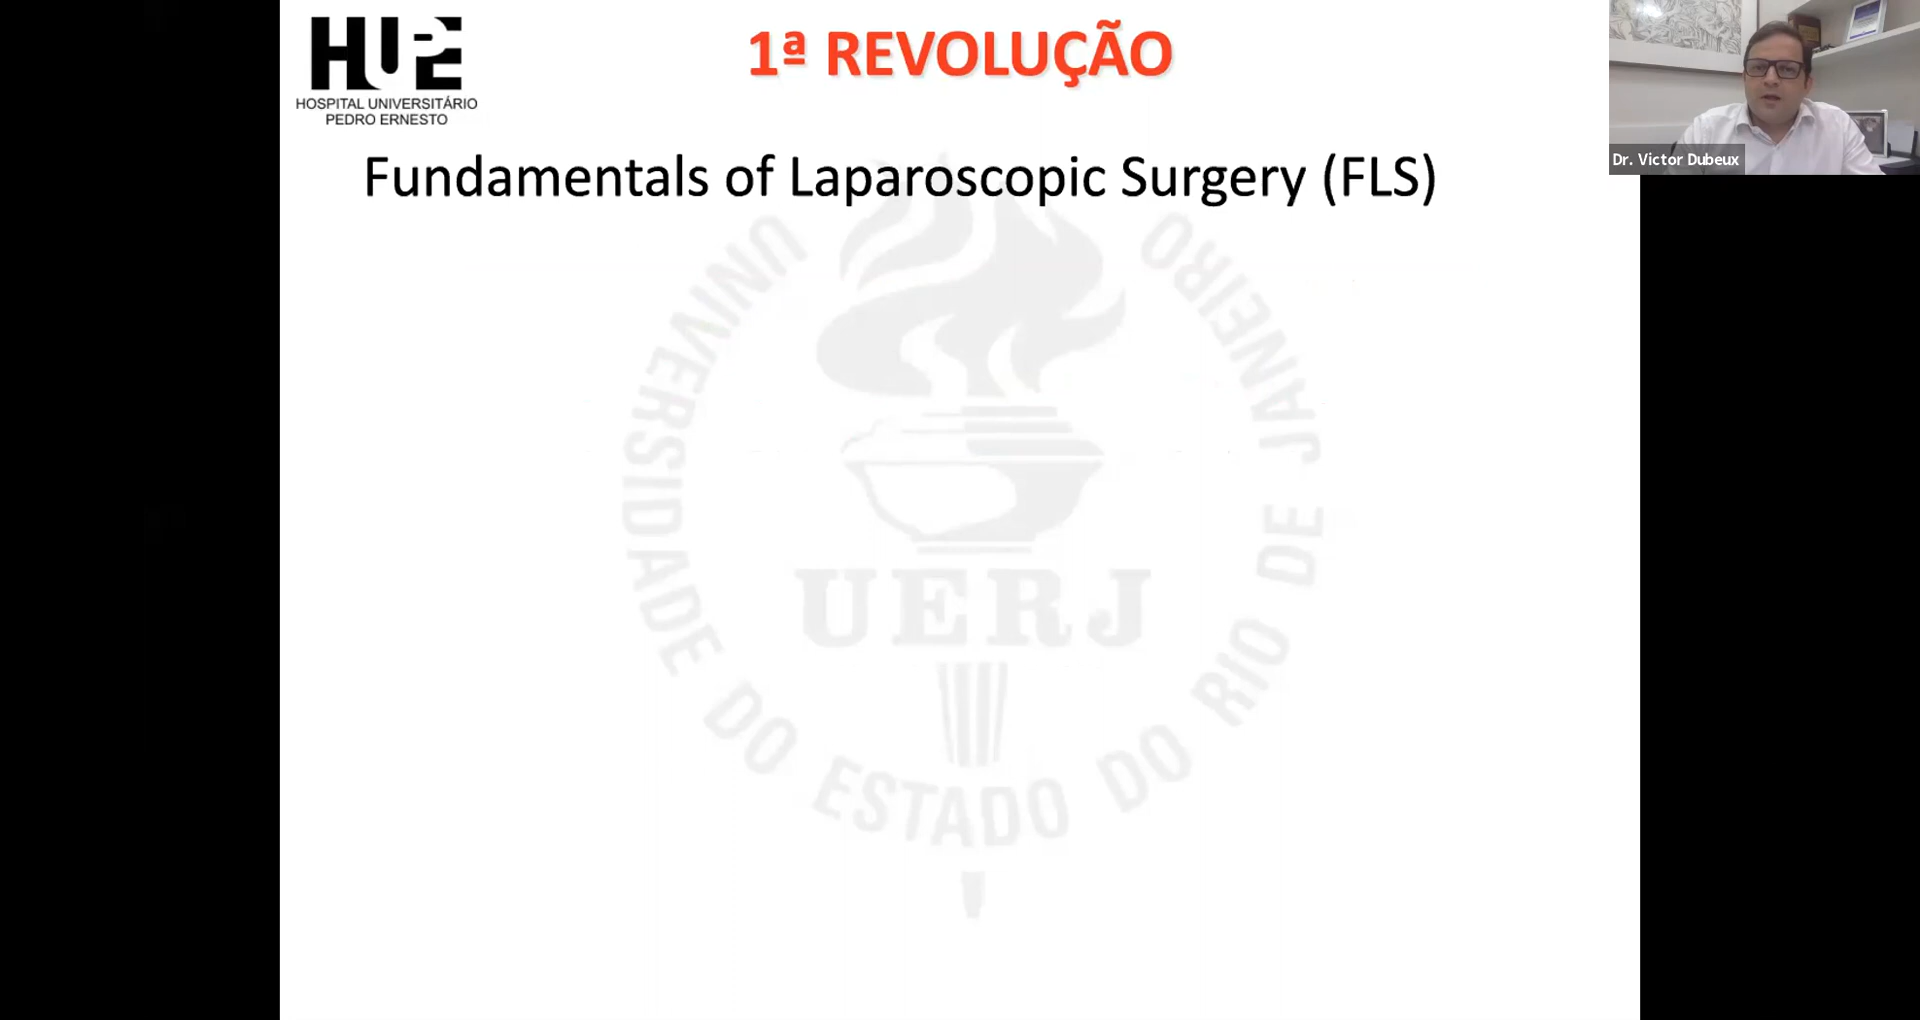 HUPE
HOSPITAL UNIVERSITÁRIO
PEDRO ERNESTO
1ª REVOLUÇÃO
Dr. Victor Dubeux
Fundamentals of Laparoscopic Surgery (FLS)
UNIVERSIDADE DO ESTADO DO RIO DE JANEIRO
UERJ